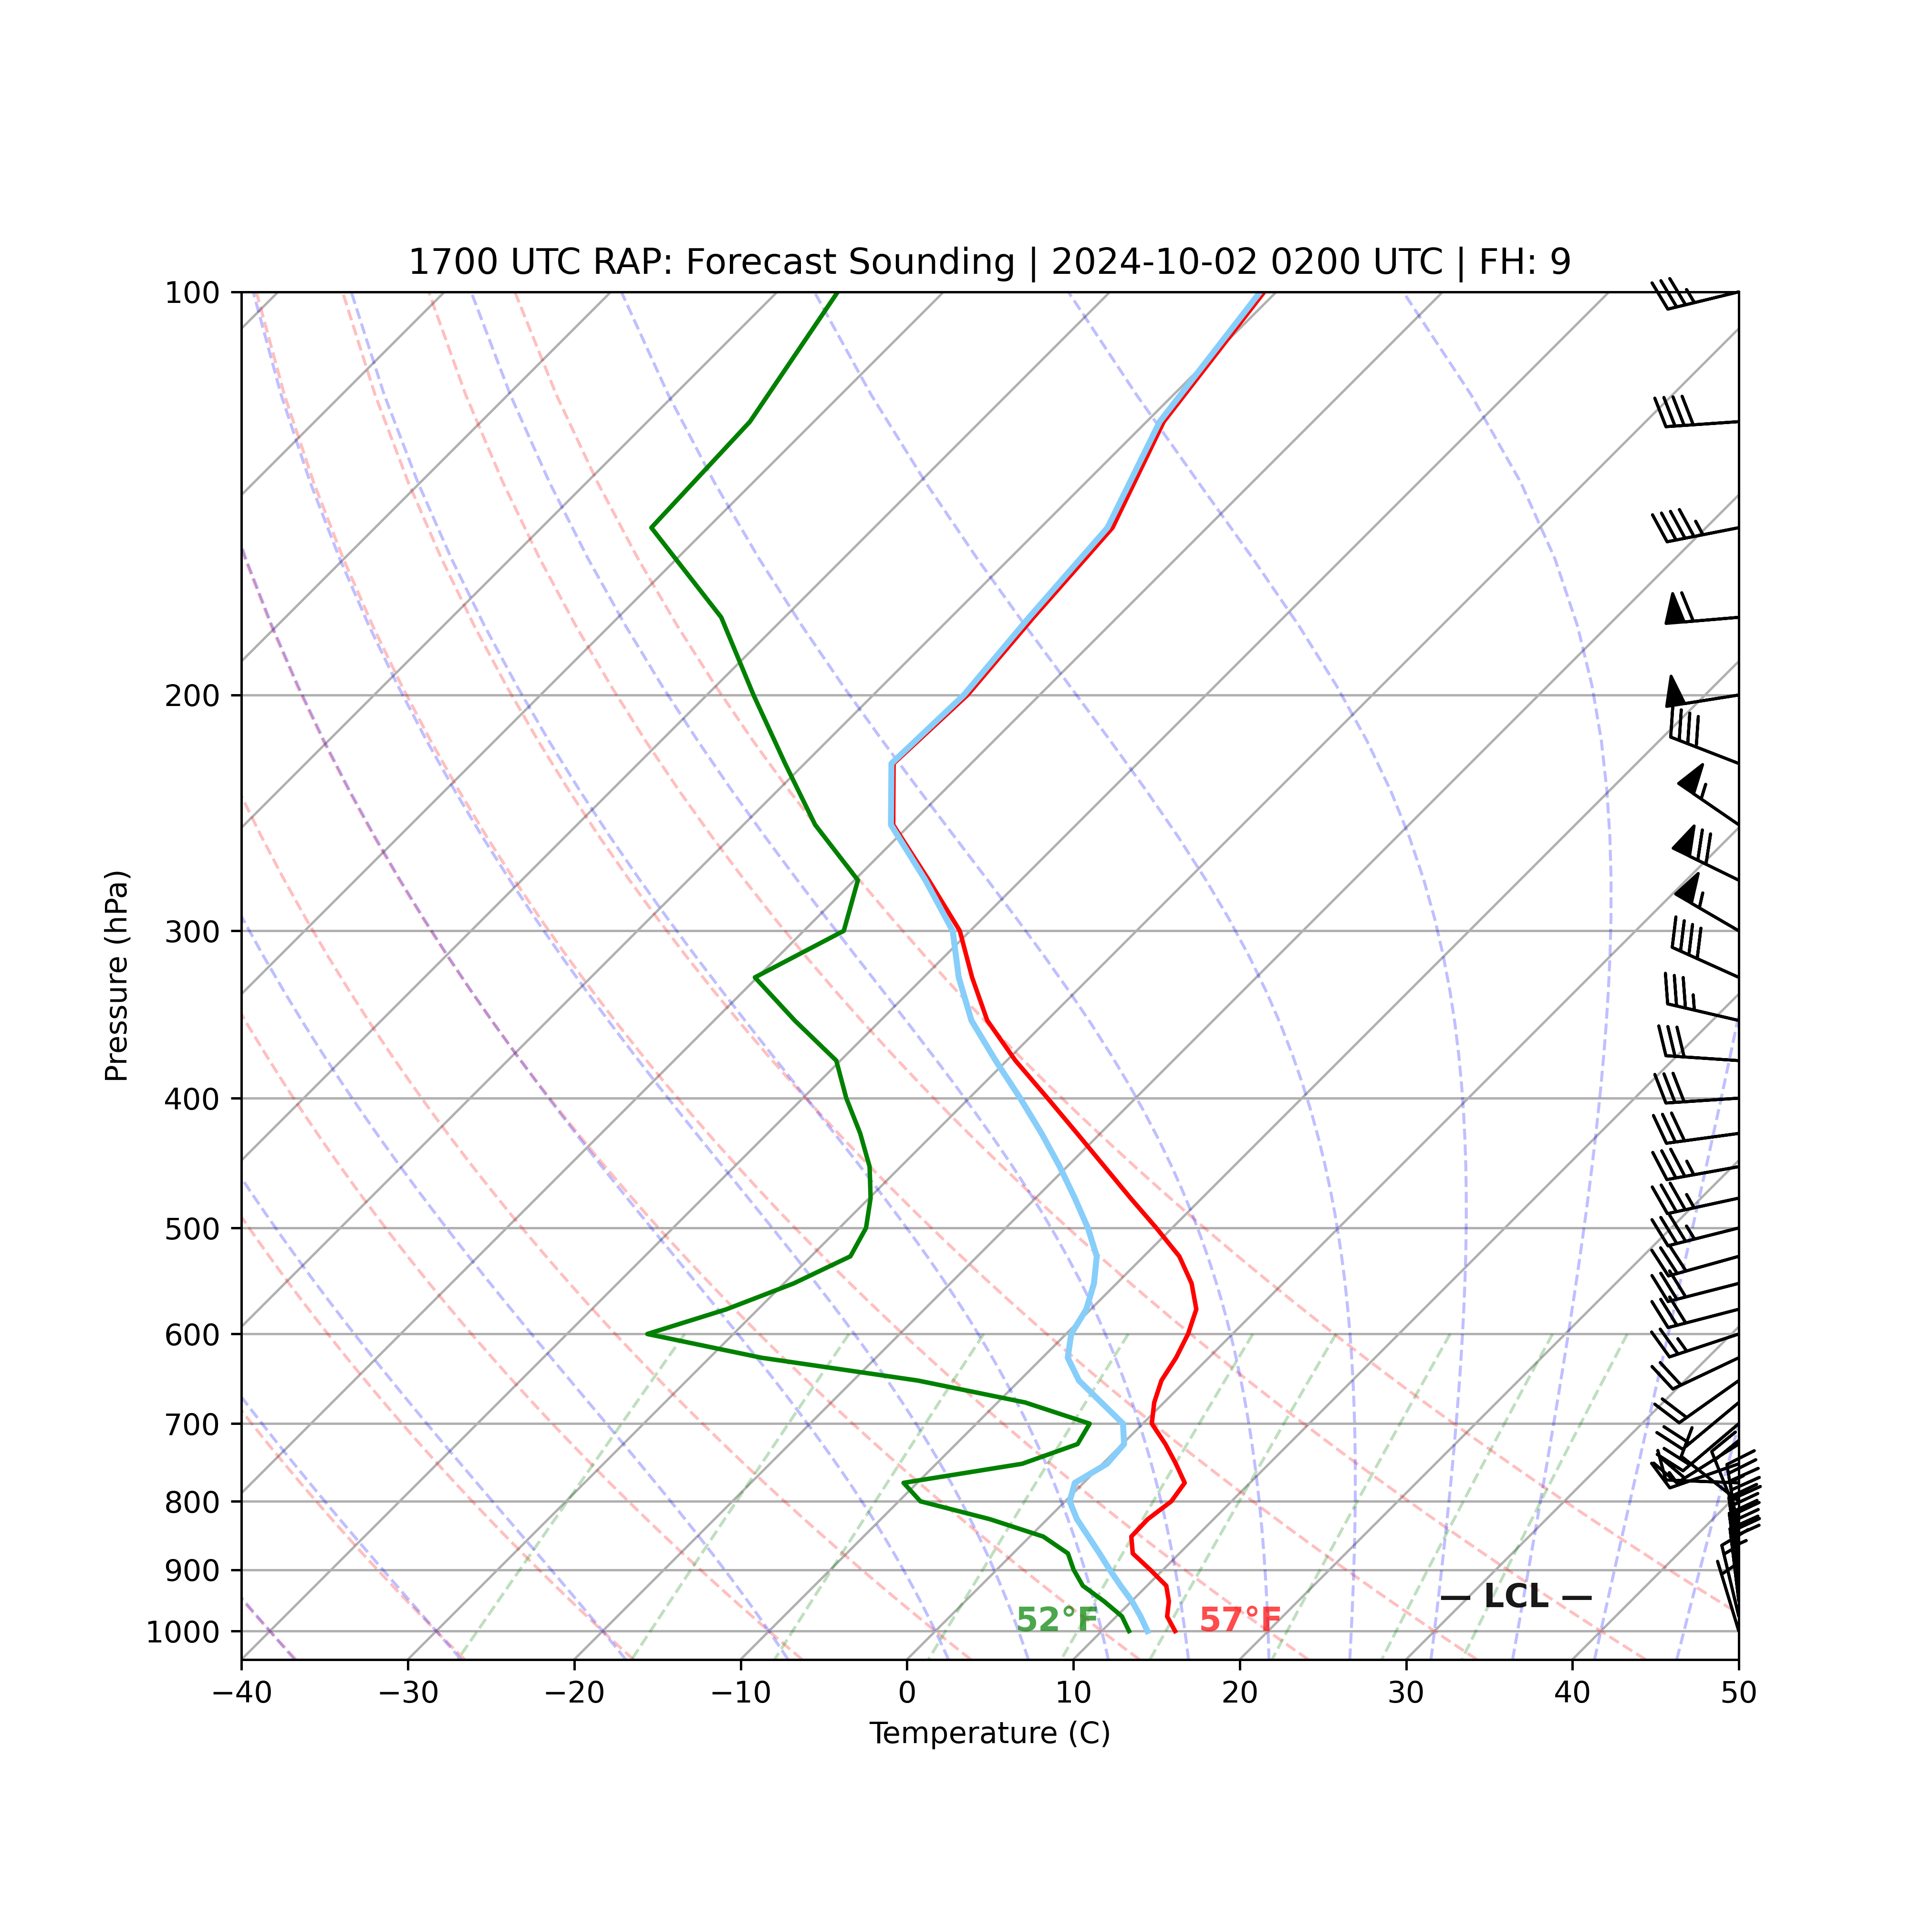 1700 UTC RAP: Forecast Sounding | 2024-10-02 0200 UTC | FH: 9
100
200
300
400
500
600
700
800
900
1000
Pressure (hPa)
— LCL —
52°F
57°F
−40 −30 −20 −10 0 10 20 30 40 50
Temperature (C)